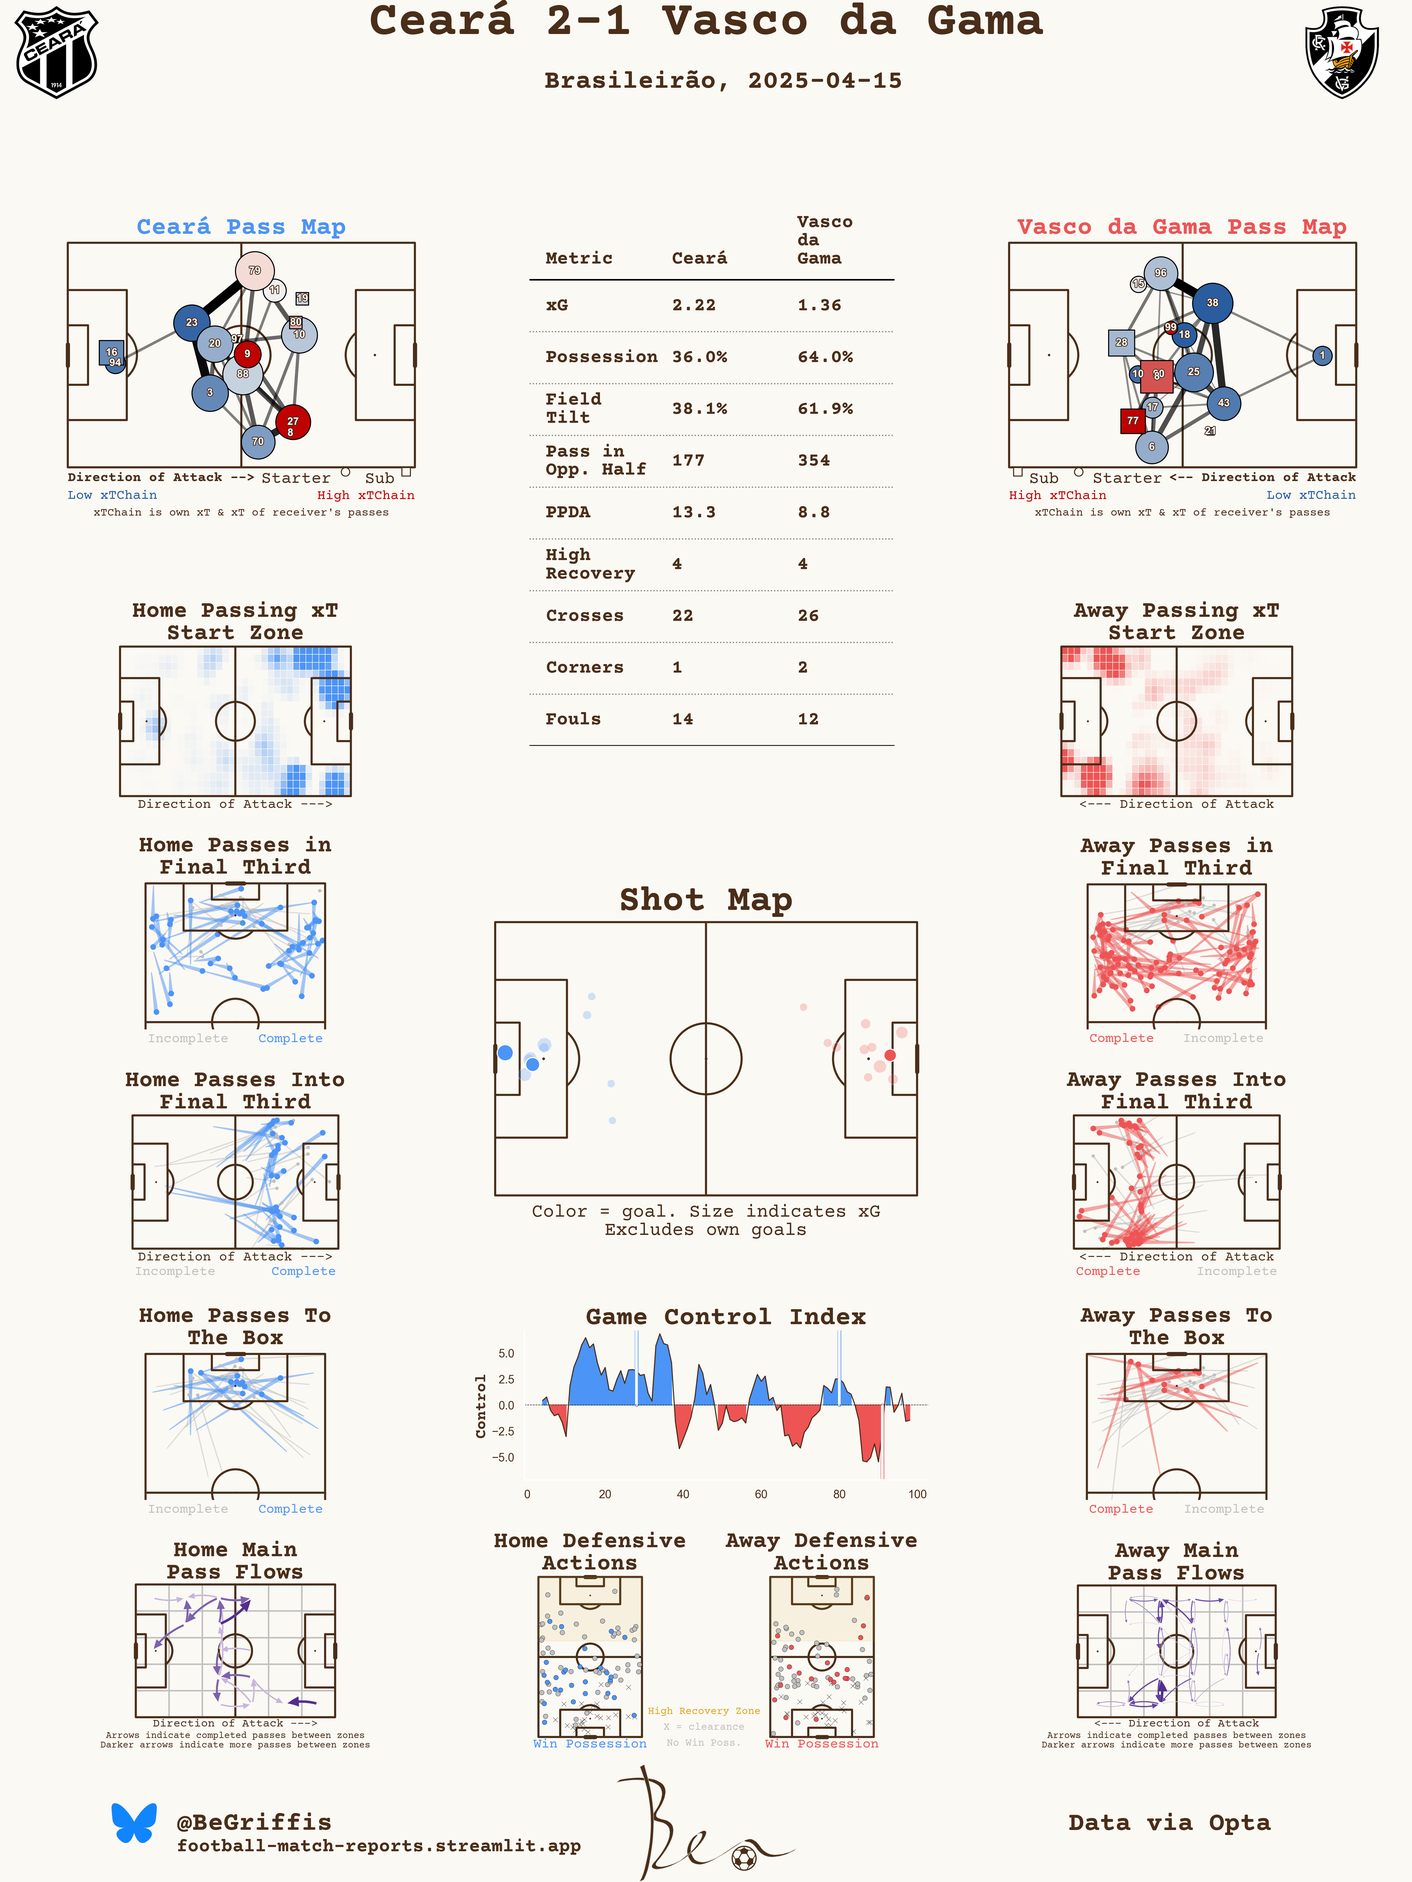 Ceará 2-1 Vasco da Gama
Brasileirão, 2025-04-15
CEARÁ
1914
Ceará Pass Map
79
11
19
23
80
10
20
97
9
16
94
88
3
27
8
70
Direction of Attack --> Starter Sub
Low xTChain High xTChain
xTChain is own xT & xT of receiver's passes
Metric Ceará Vasco
da
Gama
xG 2.22 1.36
Possession 36.0% 64.0%
Field
Tilt 38.1% 61.9%
Pass in
Opp. Half 177 354
PPDA 13.3 8.8
High
Recovery 4 4
Crosses 22 26
Corners 1 2
Fouls 14 12
Vasco da Gama Pass Map
96
15
38
99
18
28
1
10
25
17
43
77
21
6
Sub Starter <-- Direction of Attack
High xTChain Low xTChain
xTChain is own xT & xT of receiver's passes
Home Passing xT
Start Zone
Direction of Attack --->
Away Passing xT
Start Zone
<--- Direction of Attack
Home Passes in
Final Third
Incomplete Complete
Shot Map
Color = goal. Size indicates xG
Excludes own goals
Away Passes in
Final Third
Complete Incomplete
Home Passes Into
Final Third
Direction of Attack --->
Incomplete Complete
Away Passes Into
Final Third
<--- Direction of Attack
Complete Incomplete
Home Passes To
The Box
Incomplete Complete
Game Control Index
Control
5.0
2.5
0.0
−2.5
−5.0
0 20 40 60 80 100
Away Passes To
The Box
Complete Incomplete
Home Main
Pass Flows
Direction of Attack --->
Arrows indicate completed passes between zones
Darker arrows indicate more passes between zones
Home Defensive
Actions
Win Possession
High Recovery Zone
X = clearance
No Win Poss.
Away Defensive
Actions
Win Possession
Away Main
Pass Flows
<--- Direction of Attack
Arrows indicate completed passes between zones
Darker arrows indicate more passes between zones
@BeGriffis
football-match-reports.streamlit.app
Ben
Data via Opta